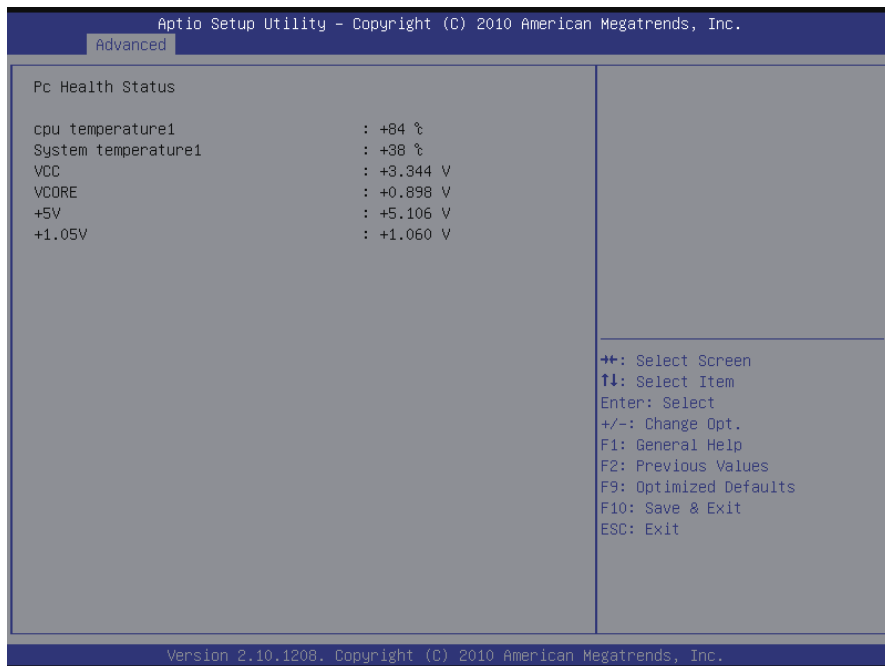 Aptio Setup Utility – Copyright (C) 2010 American Megatrends, Inc.
Advanced
Pc Health Status
cpu temperature1 : +84 ℃
System temperature1 : +38 ℃
VCC : +3.344 V
VCORE : +0.898 V
+5V : +5.106 V
+1.05V : +1.060 V
→←: Select Screen
↑↓: Select Item
Enter: Select
+/-: Change Opt.
F1: General Help
F2: Previous Values
F9: Optimized Defaults
F10: Save & Exit
ESC: Exit
Version 2.10.1208. Copyright (C) 2010 American Megatrends, Inc.